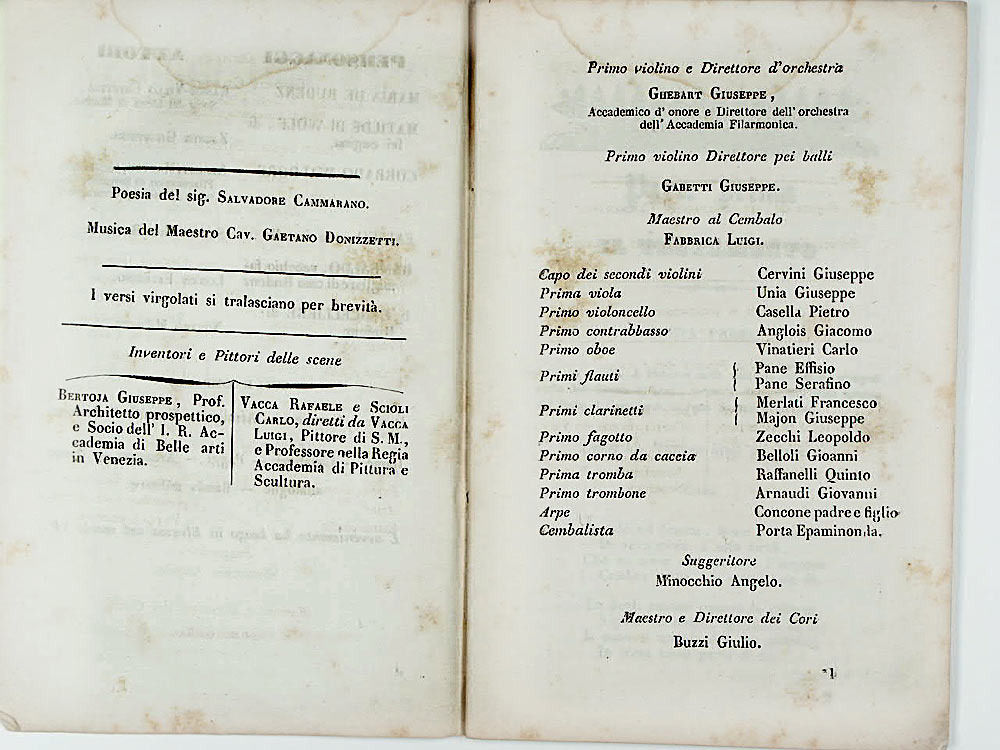 Poesia del sig. SALVADORE CAMMARANO.
Musica del Maestro CAV. GAETANO DONIZZETTI.
I versi virgolati si tralasciano per brevità.
Inventori e Pittori delle scene
BERTOJA GIUSEPPE, Prof.
Architetto prospettico,
e Socio dell' I. R. Ac-
cademia di Belle arti
in Venezia.
VACCA RAFAELE e SCIOLI
CARLO, diretti da VACCA
LUIGI, Pittore di S. M.,
e Professore nella Regia
Accademia di Pittura e
Scultura.
Primo violino e Direttore d'orchestra
GHEBART GIUSEPPE,
Accademico d'onore e Direttore dell'orchestra
dell'Accademia Filarmonica.
Primo violino Direttore pei balli
GABETTI GIUSEPPE.
Maestro al Cembalo
FABBRICA LUIGI.
Capo dei secondi violini Cervini Giuseppe
Prima viola Unia Giuseppe
Primo violoncello Casella Pietro
Primo contrabbasso Anglois Giacomo
Primo oboe Vinatieri Carlo
Primi flauti { Pane Effisio
Pane Serafino
Primi clarinetti { Merlati Francesco
Majon Giuseppe
Primo fagotto Zecchi Leopoldo
Primo corno da caccia Belloli Gioanni
Prima tromba Raffanelli Quinto
Primo trombone Arnaudi Giovanni
Arpe Concone padre e figlio
Cembalista Porta Epaminonda.
Suggeritore
Minocchio Angelo.
Maestro e Direttore dei Cori
Buzzi Giulio.
*1